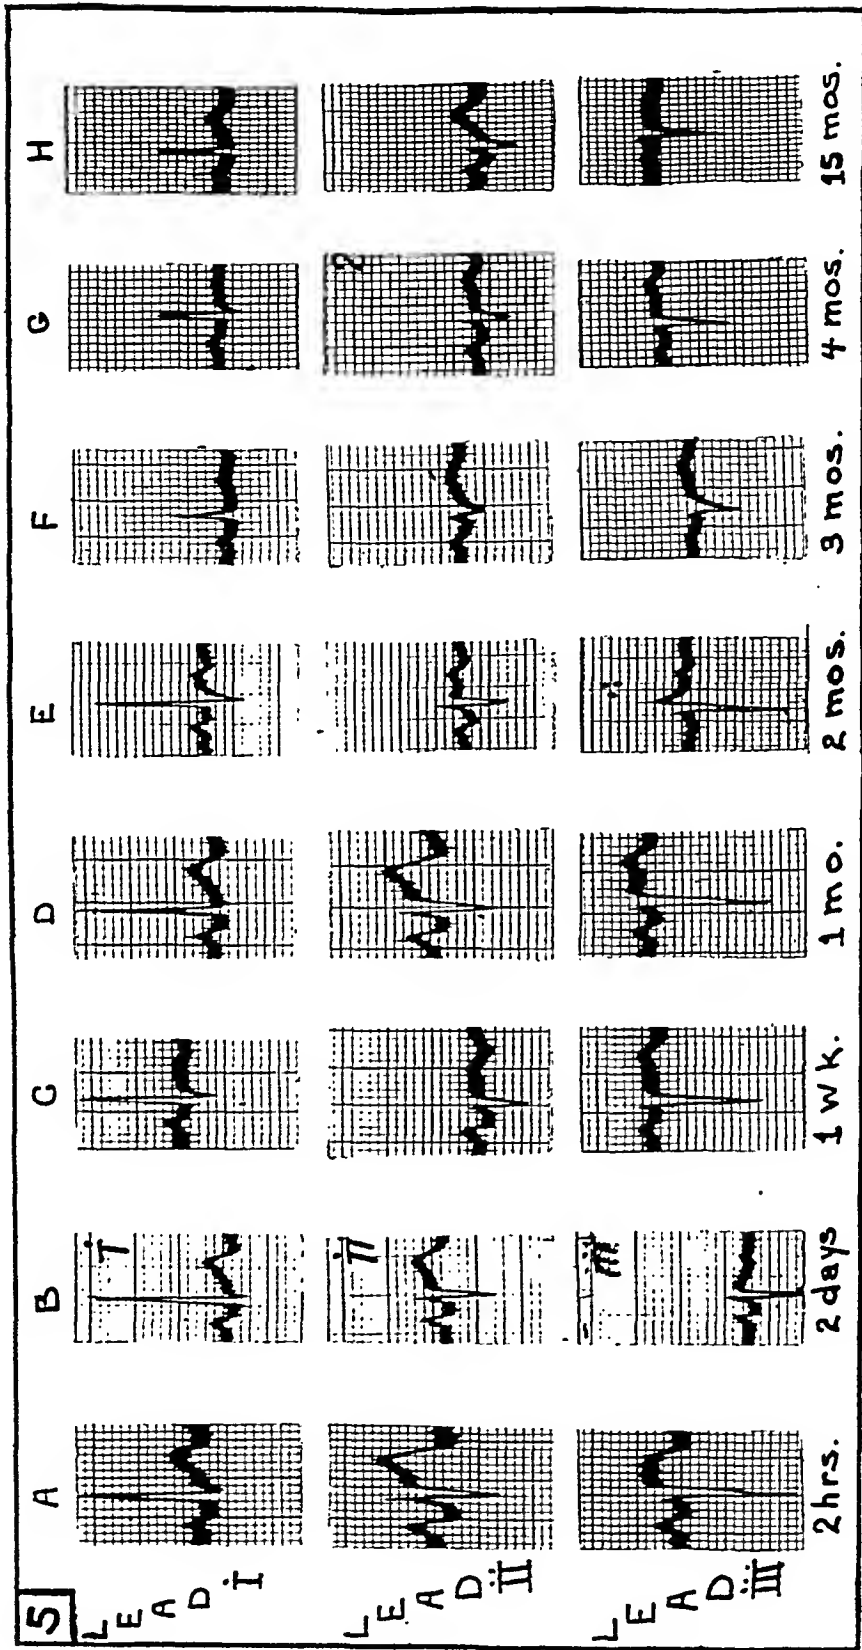 5
A B C D E F G H
LEAD I
I
LEAD II
II
2
LEAD III
III
2 hrs. 2 days 1 wk. 1 mo. 2 mos. 3 mos. 4 mos. 15 mos.